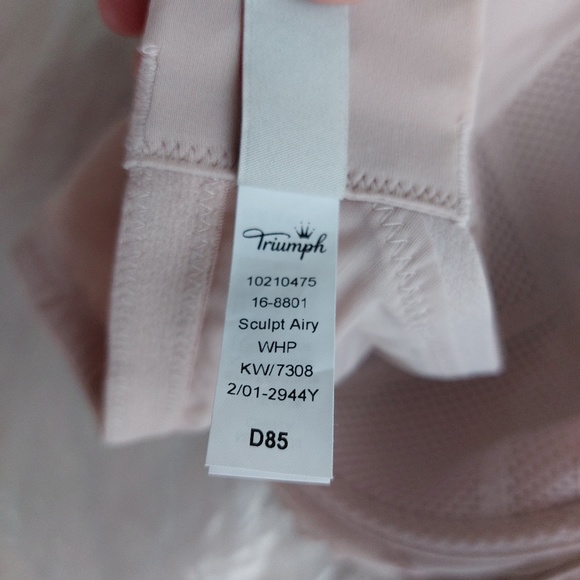 Triumph
10210475
16-8801
Sculpt Airy
WHP
KW/7308
2/01-2944Y
D85